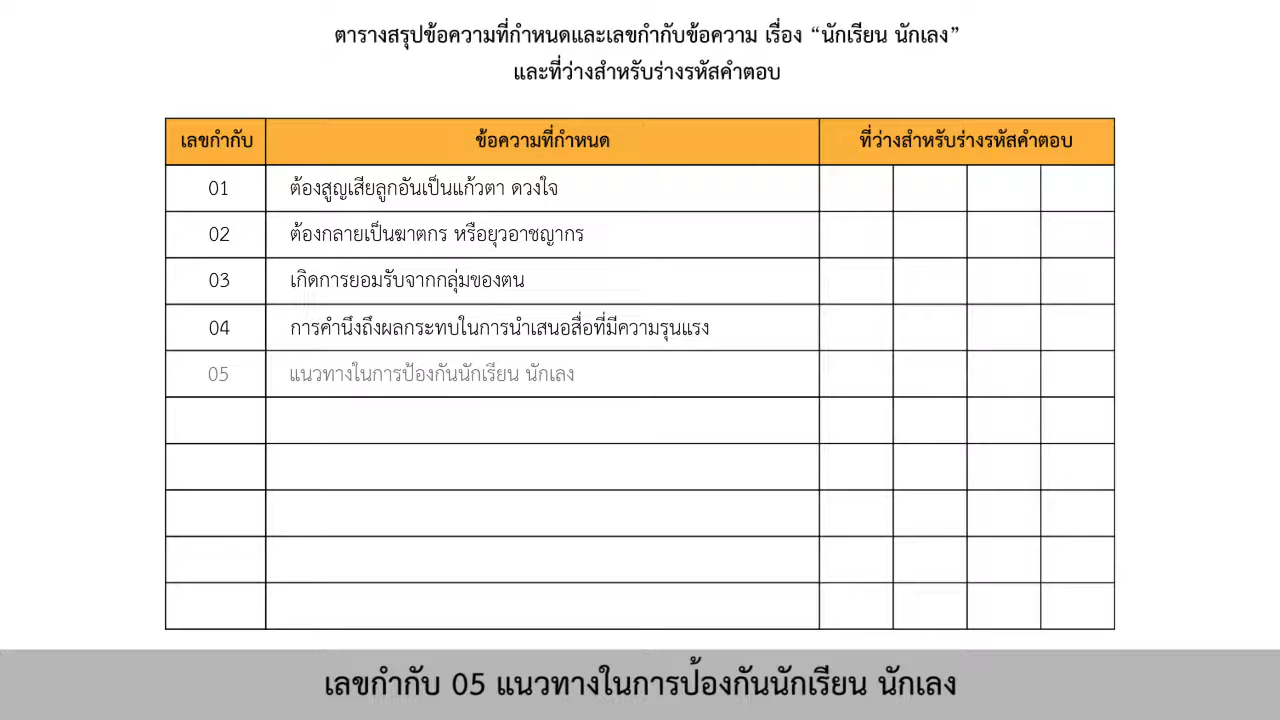 ตารางสรุปข้อความที่กำหนดและเลขกำกับข้อความ เรื่อง “นักเรียน นักเลง”
และที่ว่างสำหรับร่างรหัสคำตอบ
เลขกำกับ ข้อความที่กำหนด ที่ว่างสำหรับร่างรหัสคำตอบ
01 ต้องสูญเสียลูกอันเป็นแก้วตา ดวงใจ
02 ต้องกลายเป็นฆาตกร หรือยุวอาชญากร
03 เกิดการยอมรับจากกลุ่มของตน
04 การคำนึงถึงผลกระทบในการนำเสนอสื่อที่มีความรุนแรง
05 แนวทางในการป้องกันนักเรียน นักเลง
เลขกำกับ 05 แนวทางในการป้องกันนักเรียน นักเลง